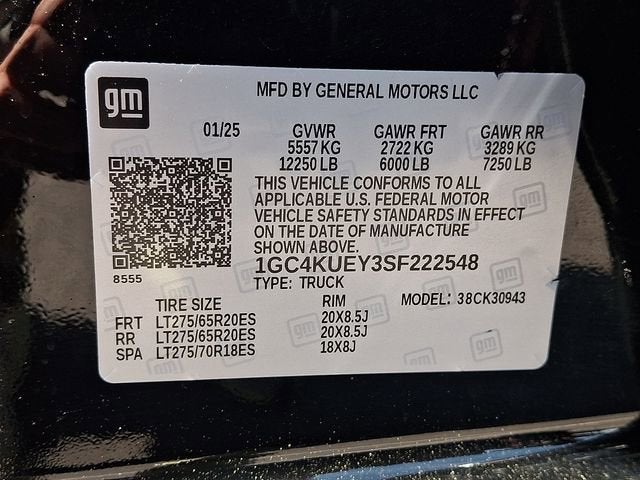 gm
MFD BY GENERAL MOTORS LLC
01/25 GVWR GAWR FRT GAWR RR
5557 KG 2722 KG 3289 KG
12250 LB 6000 LB 7250 LB
THIS VEHICLE CONFORMS TO ALL
APPLICABLE U.S. FEDERAL MOTOR
VEHICLE SAFETY STANDARDS IN EFFECT
ON THE DATE OF MANUFACTURE
SHOWN ABOVE.
1GC4KUEY3SF222548
8555
TYPE: TRUCK
TIRE SIZE RIM MODEL: 38CK30943
FRT LT275/65R20ES 20X8.5J
RR LT275/65R20ES 20X8.5J
SPA LT275/70R18ES 18X8J